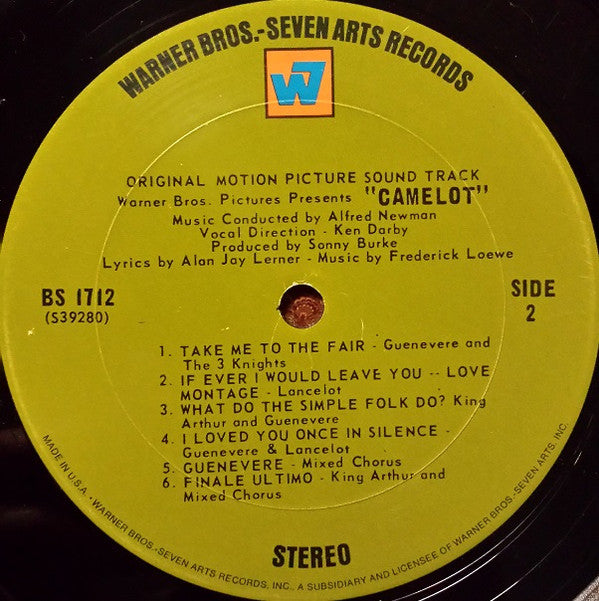 WARNER BROS.-SEVEN ARTS RECORDS
W7
ORIGINAL MOTION PICTURE SOUND TRACK
Warner Bros. Pictures Presents "CAMELOT"
Music Conducted by Alfred Newman
Vocal Direction - Ken Darby
Produced by Sonny Burke
Lyrics by Alan Jay Lerner - Music by Frederick Loewe
BS 1712
(S39280)
SIDE
2
1. TAKE ME TO THE FAIR - Guenevere and
The 3 Knights
2. IF EVER I WOULD LEAVE YOU -- LOVE
MONTAGE - Lancelot
3. WHAT DO THE SIMPLE FOLK DO? King
Arthur and Guenevere
4. I LOVED YOU ONCE IN SILENCE -
Guenevere & Lancelot
5. GUENEVERE - Mixed Chorus
6. FINALE ULTIMO - King Arthur and
Mixed Chorus
STEREO
MADE IN U.S.A. • WARNER BROS.-SEVEN ARTS RECORDS, INC., A SUBSIDIARY AND LICENSEE OF WARNER BROS.-SEVEN ARTS, INC.